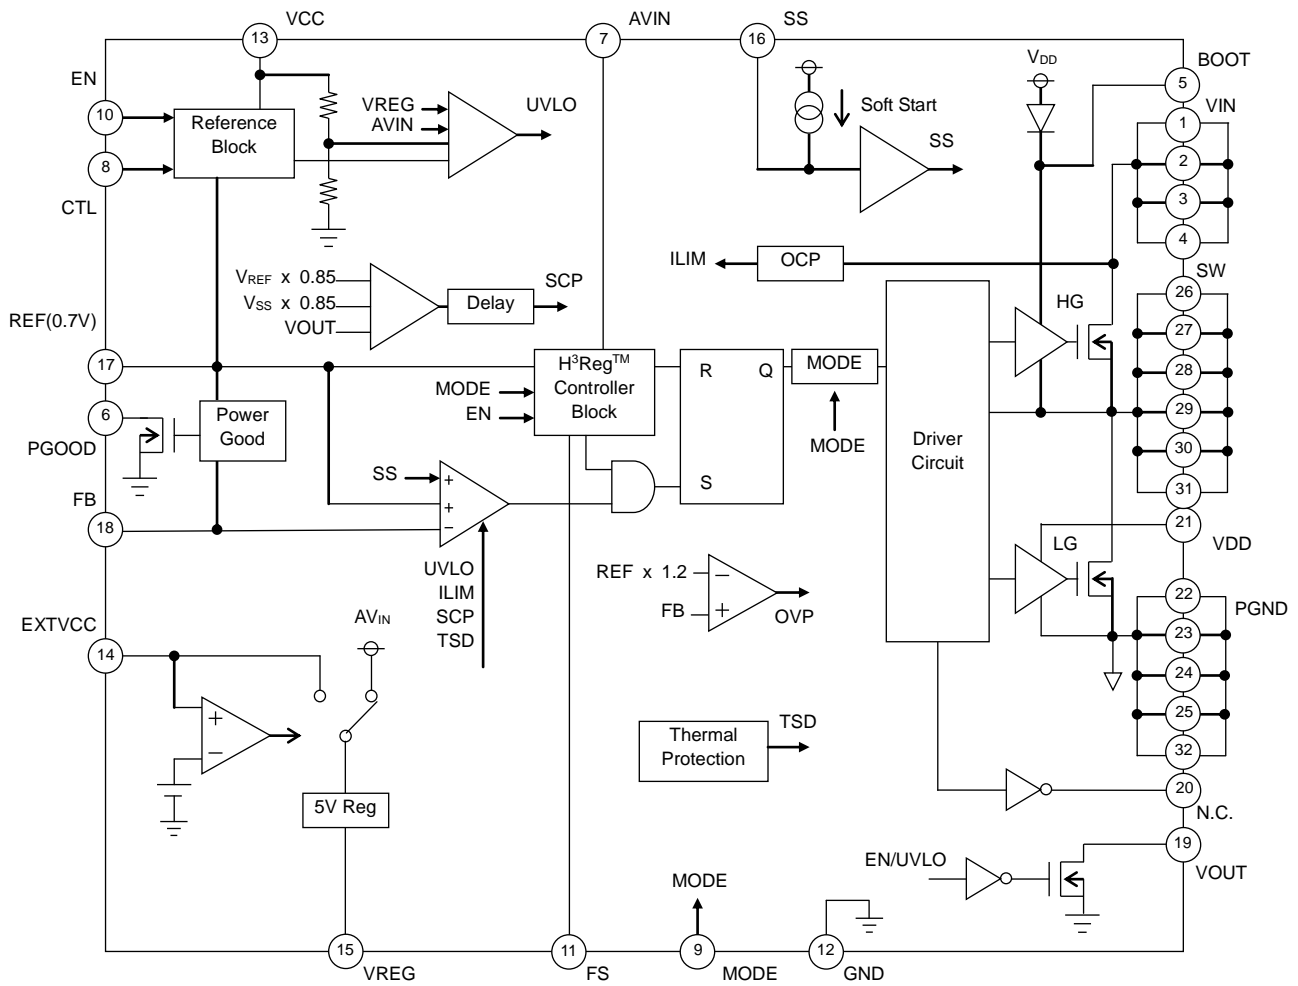 VCC
AVIN
SS
13
7
16
EN
BOOT
VDD
5
10
VREG
AVIN
UVLO
Soft Start
VIN
1
Reference
Block
SS
2
8
CTL
3
4
ILIM
OCP
SW
VREF x 0.85
VSS x 0.85
VOUT
SCP
Delay
26
HG
27
REF(0.7V)
17
H³Reg™
Controller
Block
MODE
EN
R
Q
S
MODE
MODE
28
6
PGOOD
Power
Good
29
Driver
Circuit
30
SS
+
+
−
31
FB
18
21
VDD
LG
UVLO
ILIM
SCP
TSD
REF x 1.2
−
FB
+
OVP
22
PGND
23
EXTVCC
14
AVIN
24
+
−
25
Thermal
Protection
TSD
32
5V Reg
20
N.C.
19
VOUT
EN/UVLO
MODE
15
VREG
11
FS
9
MODE
12
GND